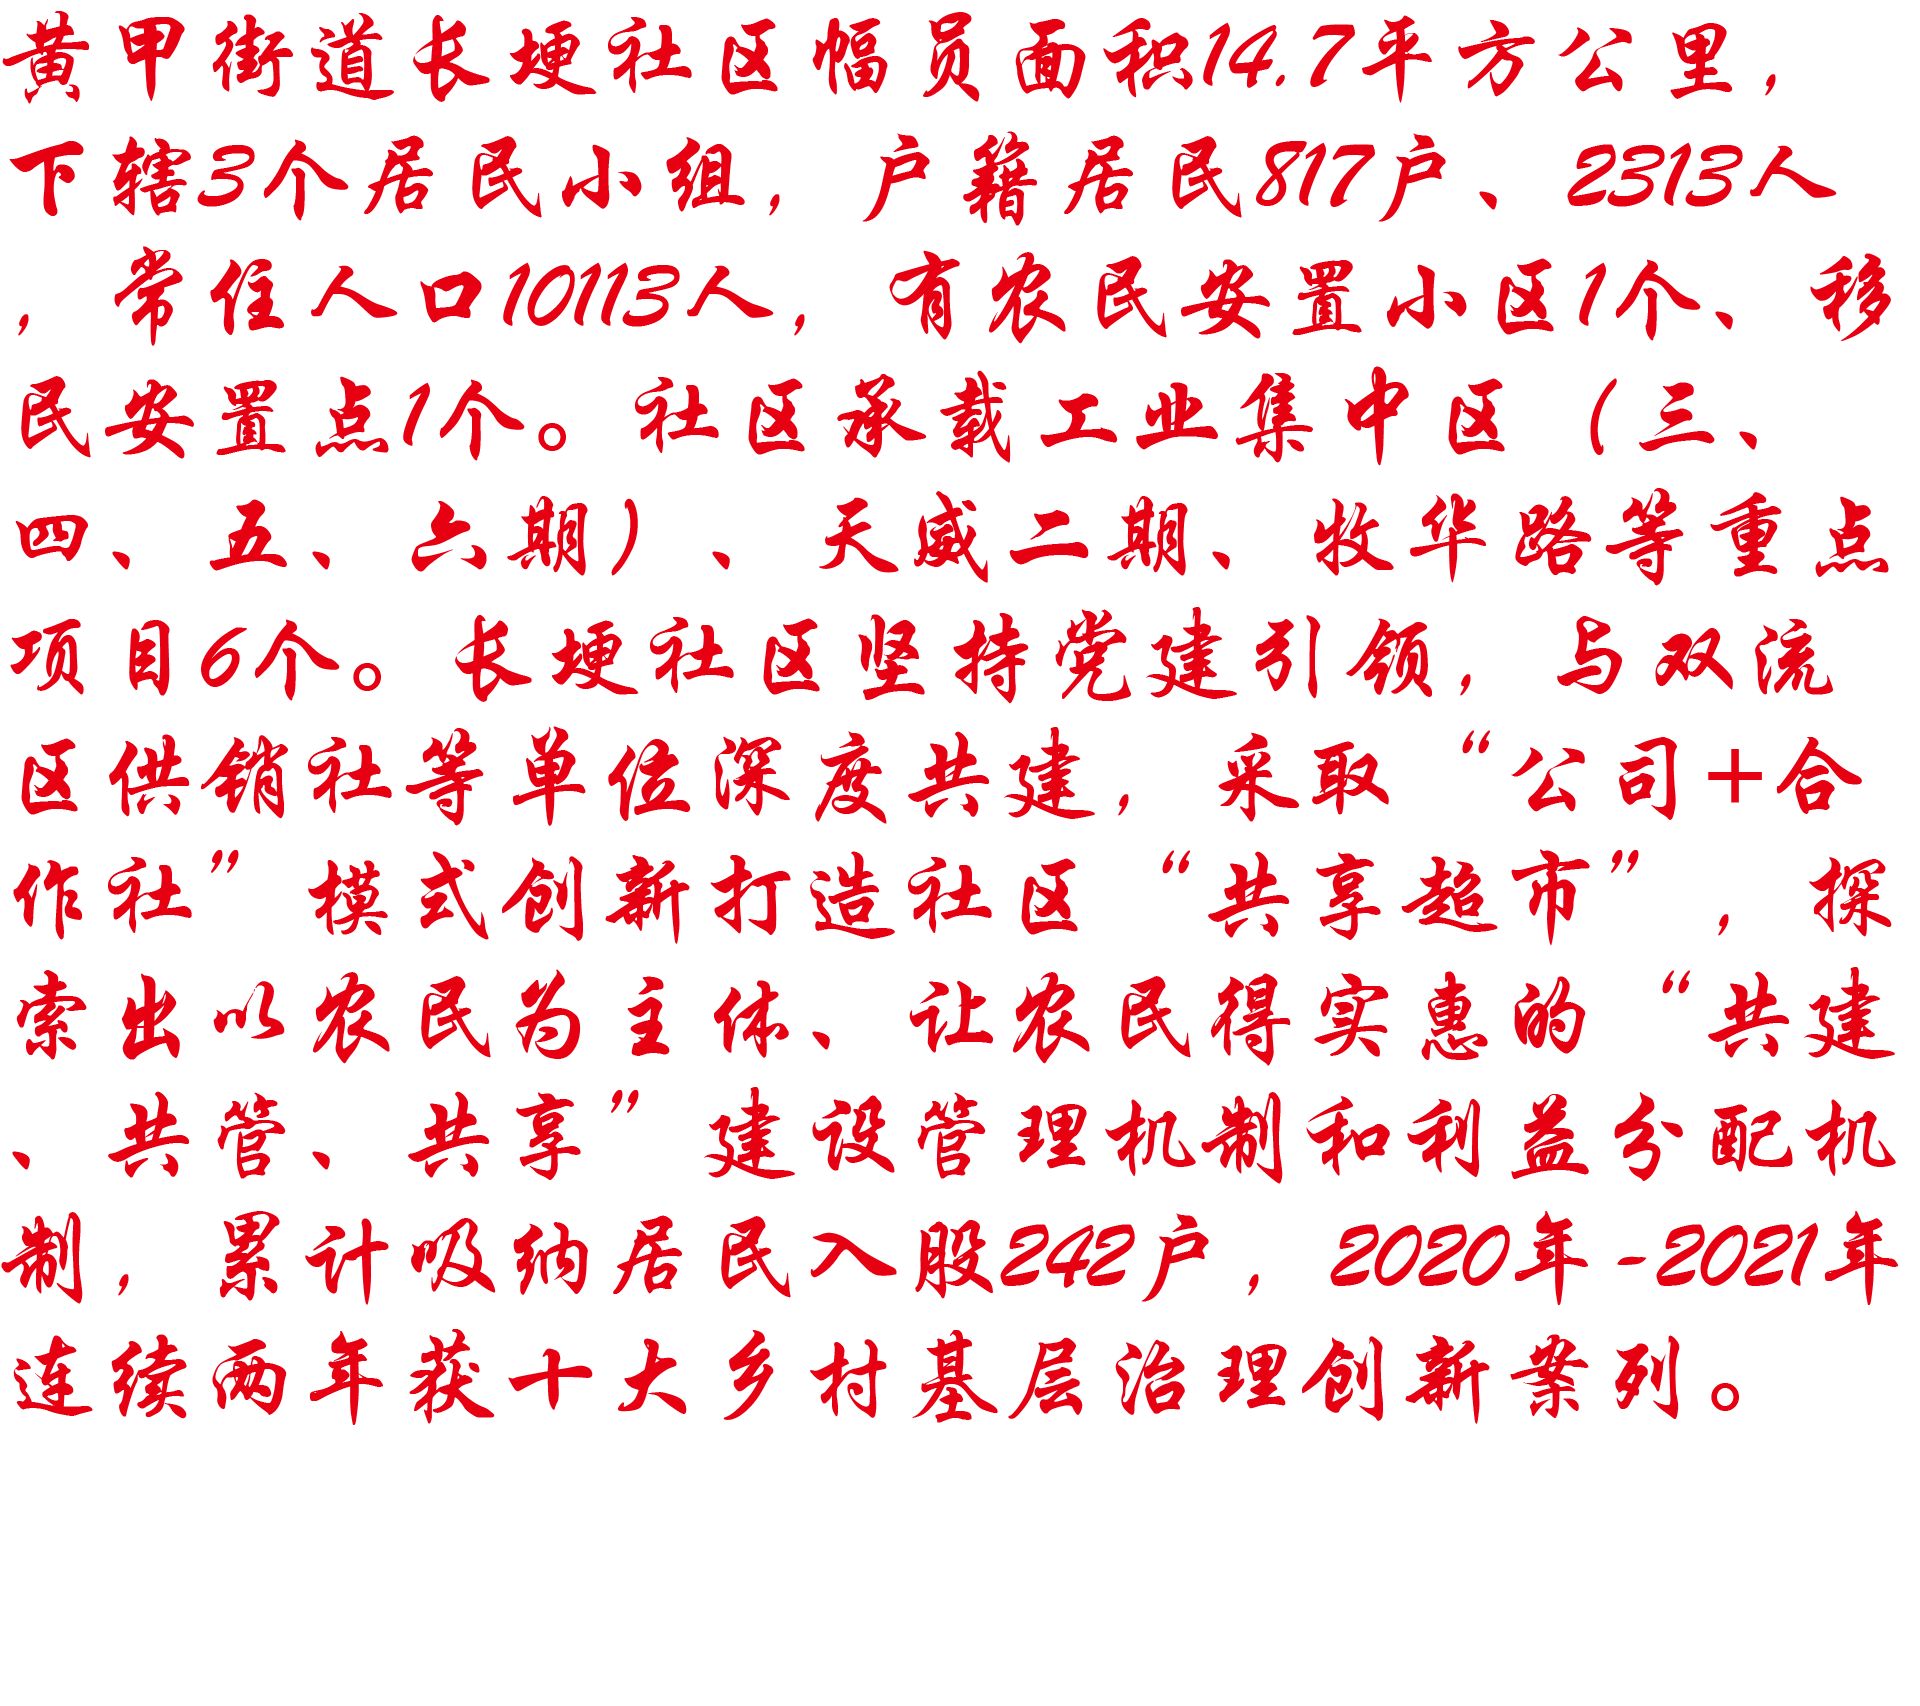 黄甲街道长埂社区幅员面积14.7平方公里，
下辖3个居民小组，户籍居民817户、2313人
，常住人口10113人，有农民安置小区1个、移
民安置点1个。社区承载工业集中区（三、
四、五、六期）、天威二期、牧华路等重点
项目6个。长埂社区坚持党建引领，与双流
区供销社等单位深度共建，采取“公司+合
作社”模式创新打造社区“共享超市”，探
索出以农民为主体、让农民得实惠的“共建
、共管、共享”建设管理机制和利益分配机
制，累计吸纳居民入股242户，2020年-2021年
连续两年获十大乡村基层治理创新案列。